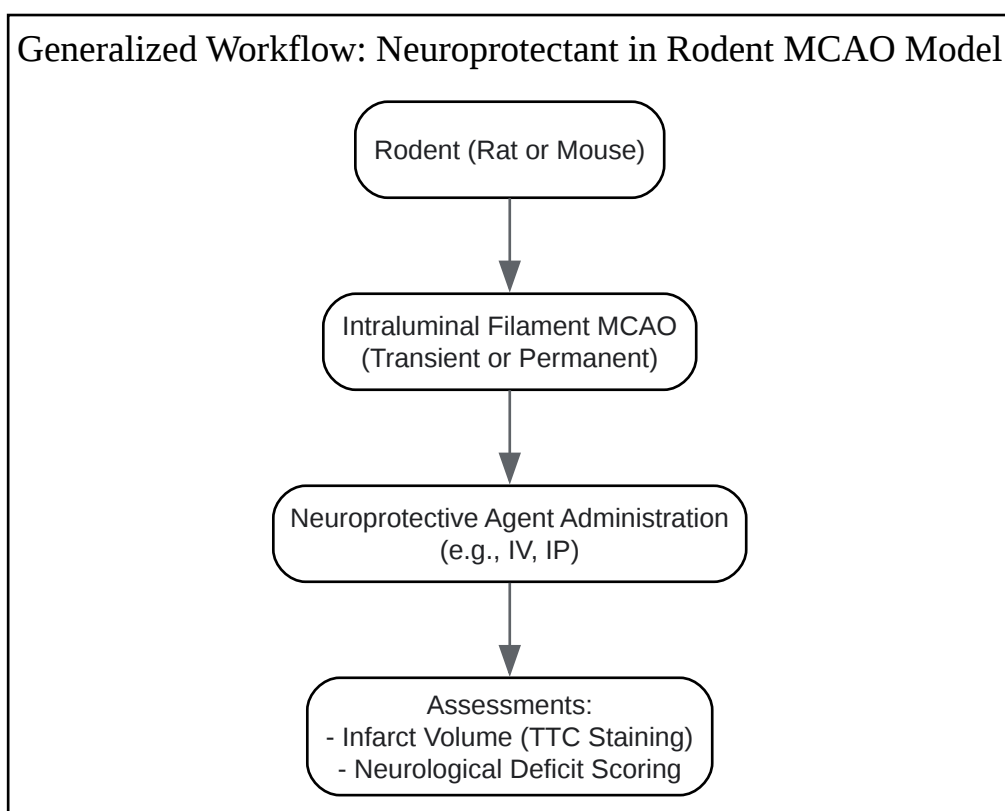 Generalized Workflow: Neuroprotectant in Rodent MCAO Model
Rodent (Rat or Mouse)
Intraluminal Filament MCAO
(Transient or Permanent)
Neuroprotective Agent Administration
(e.g., IV, IP)
Assessments:
- Infarct Volume (TTC Staining)
- Neurological Deficit Scoring